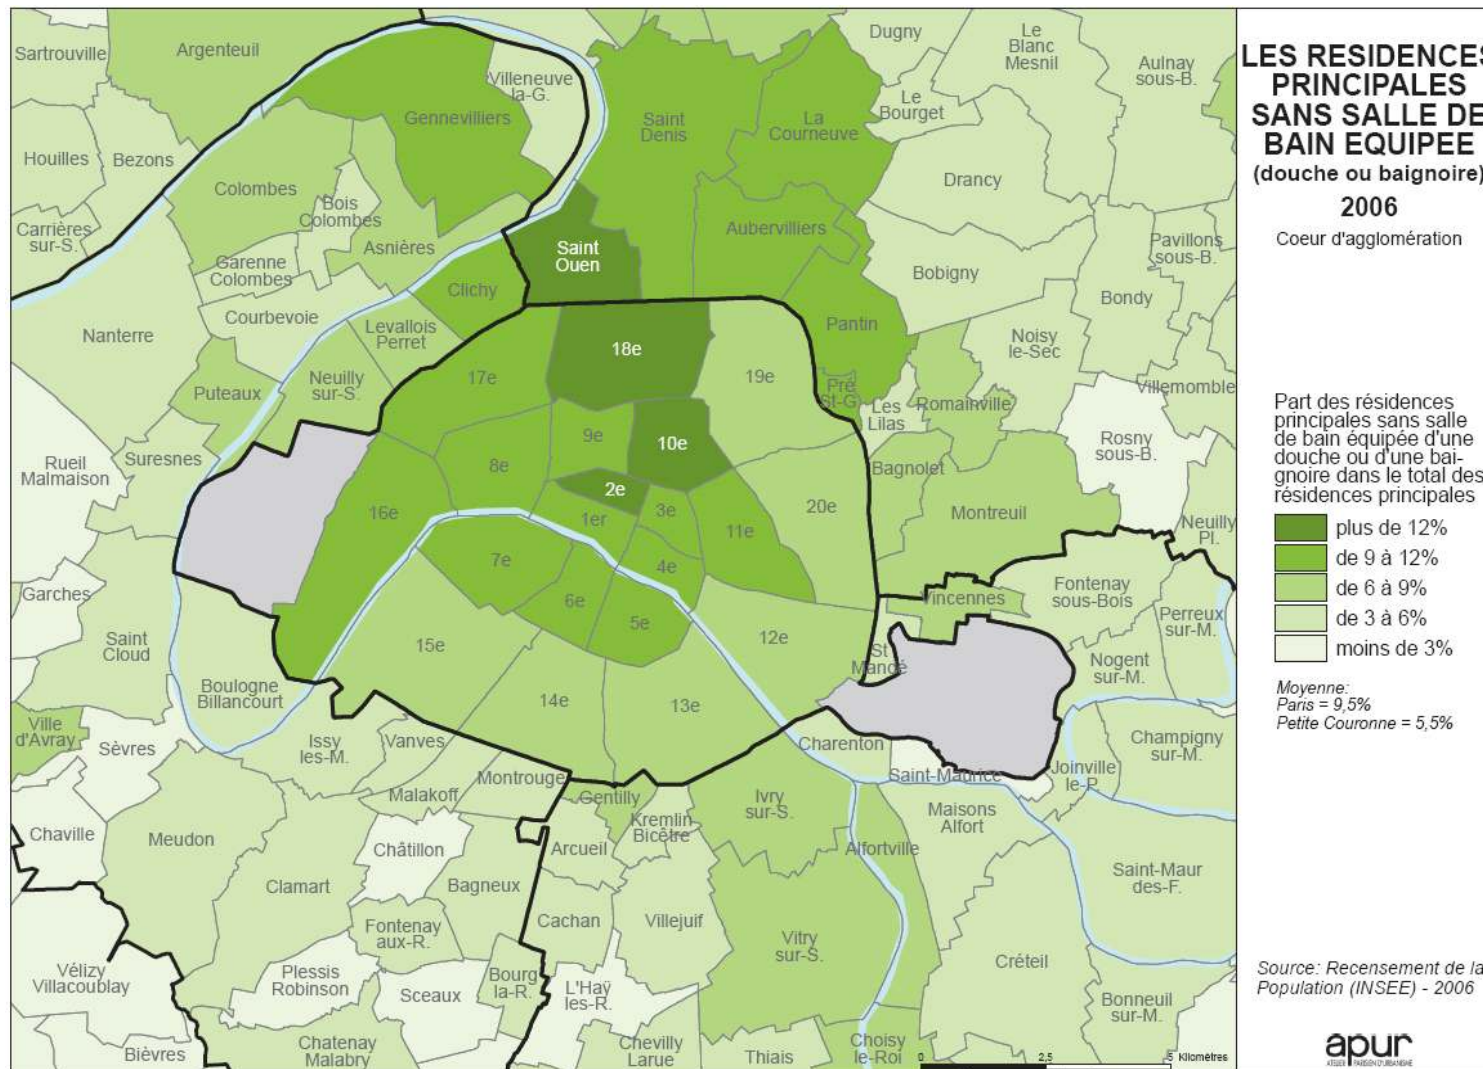 LES RESIDENCES
PRINCIPALES
SANS SALLE DE
BAIN EQUIPEE
(douche ou baignoire)
2006
Coeur d'agglomération
Part des résidences
principales sans salle
de bain équipée d'une
douche ou d'une bai-
gnoire dans le total des
résidences principales
plus de 12%
de 9 à 12%
de 6 à 9%
de 3 à 6%
moins de 3%
Moyenne:
Paris = 9,5%
Petite Couronne = 5,5%
Source: Recensement de la
Population (INSEE) - 2006
apur
ATELIER PARISIEN D'URBANISME
Sartrouville
Argenteuil
Villeneuve
la-G.
Gennevilliers
Saint
Denis
La
Courneuve
Dugny
Le
Blanc
Mesnil
Aulnay
sous-B.
Le
Bourget
Houilles
Bezons
Colombes
Bois
Colombes
Drancy
Carrières
sur-S.
Garenne
Colombes
Asnières
Saint
Ouen
Aubervilliers
Bobigny
Pavillons
sous-B.
Bondy
Nanterre
Courbevoie
Clichy
Levallois
Perret
Pantin
Noisy
le-Sec
Puteaux
Neuilly
sur-S.
17e
18e
19e
Pré
St-G.
Les
Lilas
Romainville
Villemomble
Rueil
Malmaison
Suresnes
8e
9e
10e
Bagnolet
Rosny
sous-B.
16e
2e
1er
3e
11e
20e
Montreuil
Neuilly
Pl.
7e
4e
6e
5e
12e
Garches
Saint
Cloud
15e
St
Mandé
Vincennes
Fontenay
sous-Bois
Perreux
sur-M.
Nogent
sur-M.
Boulogne
Billancourt
14e
13e
Ville
d'Avray
Sèvres
Issy
les-M.
Vanves
Charenton
Champigny
sur-M.
Montrouge
Malakoff
Gentilly
Saint-Maurice
Joinville
le-P.
Chaville
Meudon
Châtillon
Kremlin
Bicêtre
Ivry
sur-S.
Maisons
Alfort
Arcueil
Alfortville
Clamart
Bagneux
Saint-Maur
des-F.
Fontenay
aux-R.
Cachan
Villejuif
Vitry
sur-S.
Créteil
Vélizy
Villacoublay
Plessis
Robinson
Sceaux
Bourg
la-R.
L'Haÿ
les-R.
Bonneuil
sur-M.
Bièvres
Chatenay
Malabry
Chevilly
Larue
Thiais
Choisy
le-Roi
0 2,5 5 Kilomètres